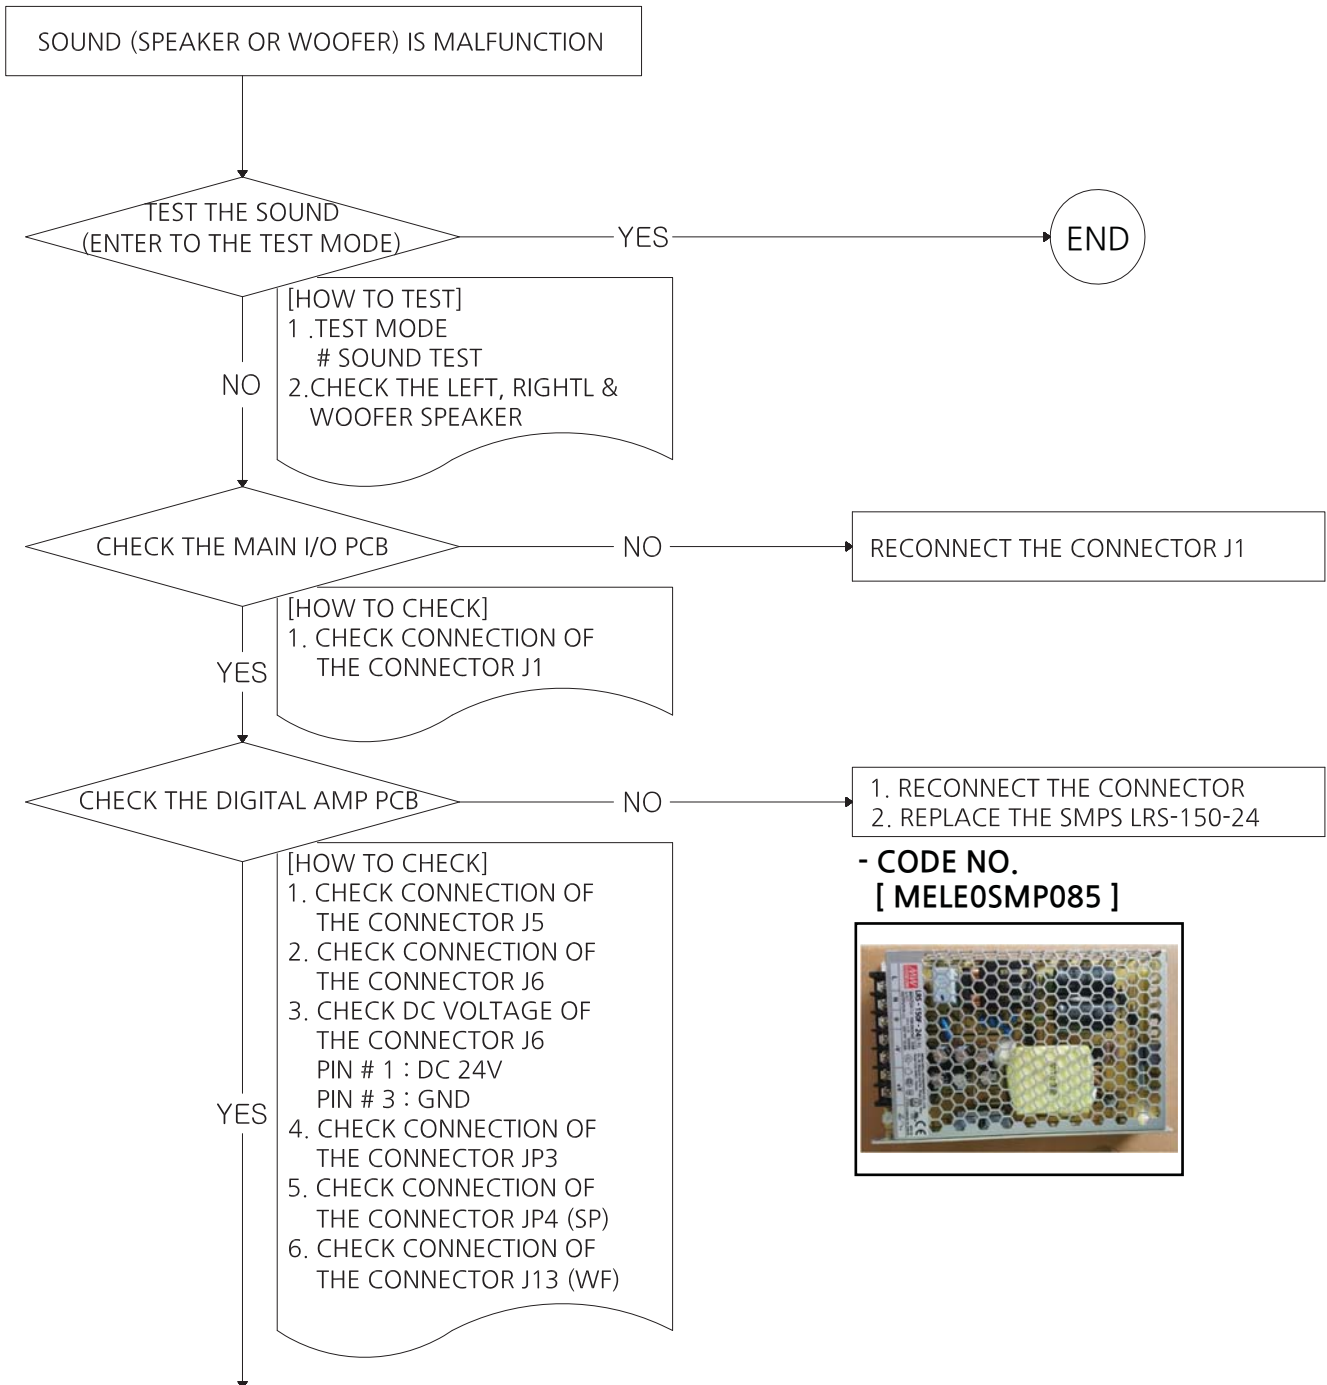 SOUND (SPEAKER OR WOOFER) IS MALFUNCTION
TEST THE SOUND
(ENTER TO THE TEST MODE)
YES
END
[HOW TO TEST]
1 .TEST MODE
# SOUND TEST
2.CHECK THE LEFT, RIGHTL &
WOOFER SPEAKER
NO
CHECK THE MAIN I/O PCB
NO
RECONNECT THE CONNECTOR J1
[HOW TO CHECK]
1. CHECK CONNECTION OF
THE CONNECTOR J1
YES
CHECK THE DIGITAL AMP PCB
NO
1. RECONNECT THE CONNECTOR
2. REPLACE THE SMPS LRS-150-24
- CODE NO.
[ MELE0SMP085 ]
[HOW TO CHECK]
1. CHECK CONNECTION OF
THE CONNECTOR J5
2. CHECK CONNECTION OF
THE CONNECTOR J6
3. CHECK DC VOLTAGE OF
THE CONNECTOR J6
PIN # 1 : DC 24V
PIN # 3 : GND
4. CHECK CONNECTION OF
THE CONNECTOR JP3
5. CHECK CONNECTION OF
THE CONNECTOR JP4 (SP)
6. CHECK CONNECTION OF
THE CONNECTOR J13 (WF)
YES
MW
LRS-150F-24
CE